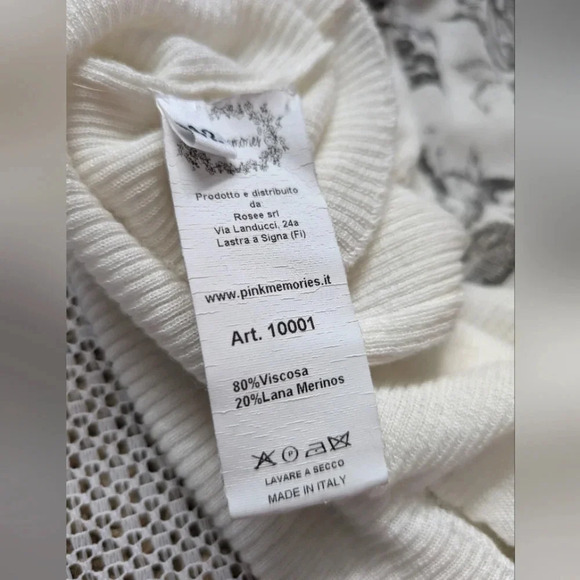 Prodotto e distribuito
da
Rosee srl
Via Landucci, 24a
Lastra a Signa (Fi)
www.pinkmemories.it
Art. 10001
80%Viscosa
20%Lana Merinos
P
LAVARE A SECCO
MADE IN ITALY